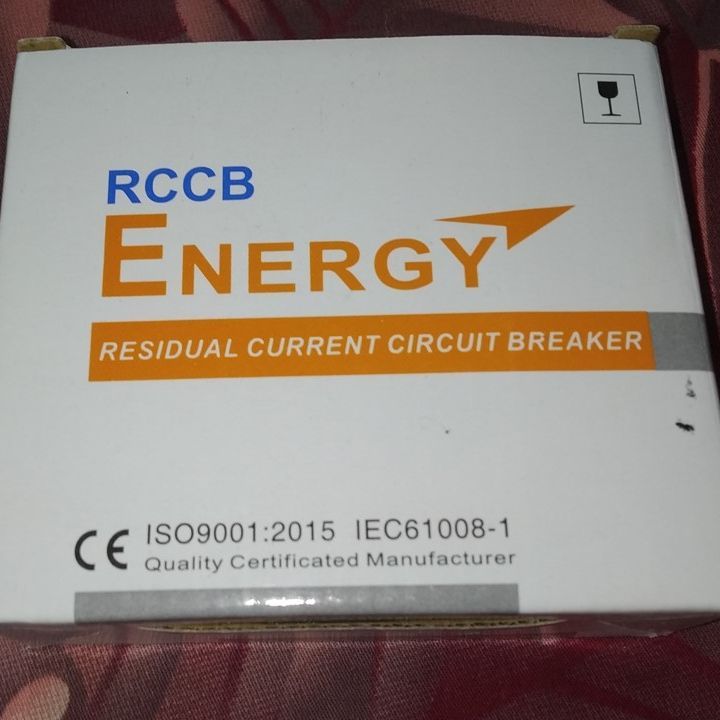 RCCB
ENERGY
RESIDUAL CURRENT CIRCUIT BREAKER
CE ISO9001:2015 IEC61008-1
Quality Certificated Manufacturer